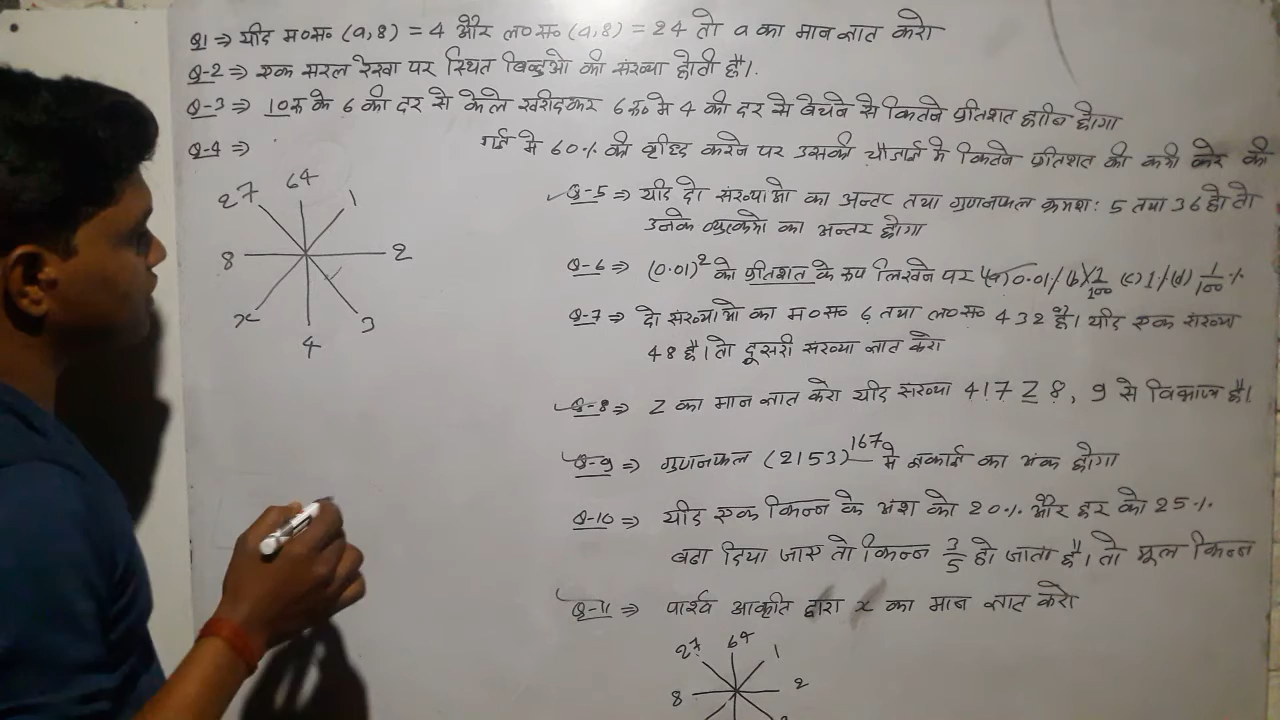 Q1 ⇒ यदि म०स० (a,8) = 4 और ल०स० (a,8) = 24 तो a का मान ज्ञात करो
Q-2 ⇒ एक सरल रेखा पर स्थित बिन्दुओ की संख्या होती है।.
Q-3 ⇒ 10रु के 6 की दर से केले खरीदकर 6 रू० मे 4 की दर से बेचने से कितने प्रतिशत हानि होगा
Q-4 ⇒ मे 60% की वृद्धि करने पर उसकी चौडाई मे कितने प्रतिशत की कमी करे की
27 64 1
8 2
x 4 3
Q-5 ⇒ यदि दो संख्याओ का अन्तर तथा गुणनफल क्रमश: 5 तथा 36 हो तो
उनके व्युत्क्रमो का अन्तर होगा
Q-6 ⇒ (0.01)² को प्रतिशत के रुप लिखने पर (a) 0.01% (b) 1/100 (c) 1% (d) 1/100 %
Q-7 ⇒ दो संख्याओ का म०स० 6 तथा ल०स० 432 है। यदि एक संख्या
48 है। तो दूसरी संख्या ज्ञात करो
Q-8 ⇒ Z का मान ज्ञात करो यदि संख्या 417Z8, 9 से विभाज्य है।
Q-9 ⇒ गुणनफल (2153)¹⁶⁷ मे इकाई का अंक होगा
Q-10 ⇒ यदि एक भिन्न के अंश को 20% और हर को 25%
बढा दिया जाए तो भिन्न 3/5 हो जाता है। तो मूल भिन्न
Q-11 ⇒ पार्श्व आकृति द्वारा x का मान ज्ञात करो
27 64 1
8 2